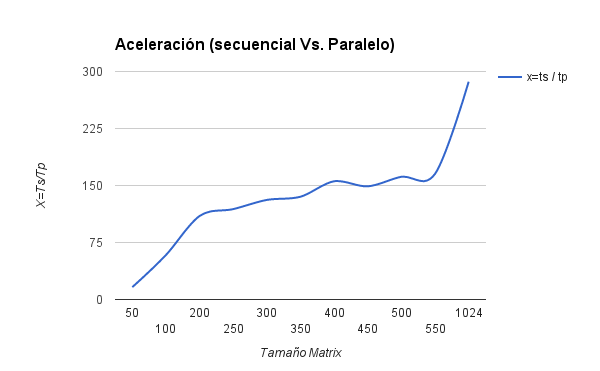 Aceleración (secuencial Vs. Paralelo)
300
225
150
75
0
X=Ts/Tp
x=ts / tp
50 200 300 400 500 1024
100 250 350 450 550
Tamaño Matrix